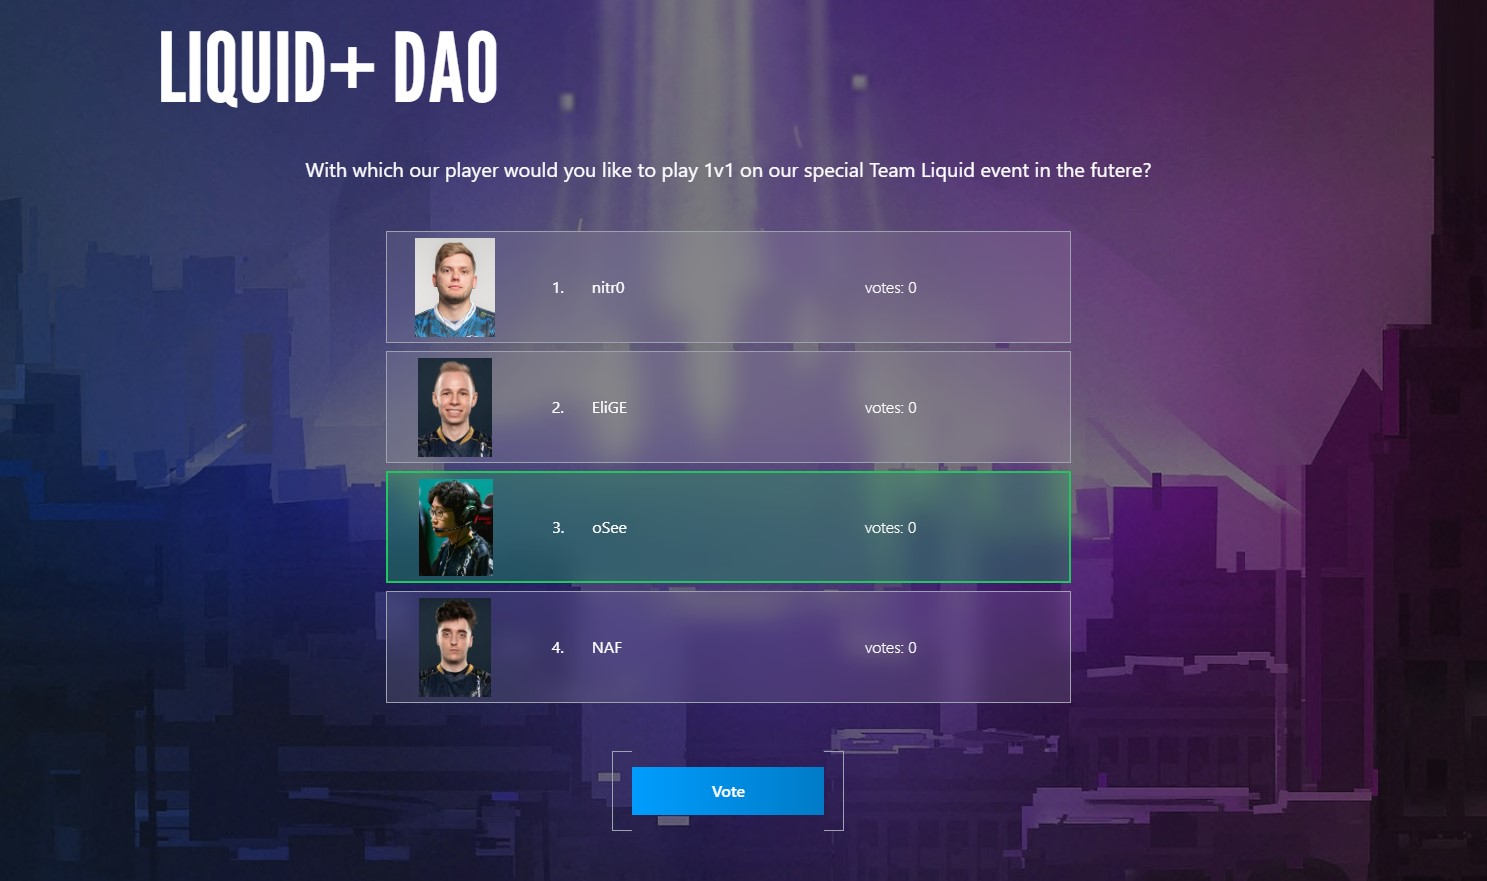 LIQUID+ DAO
With which our player would you like to play 1v1 on our special Team Liquid event in the futere?
1. nitr0 votes: 0
2. EliGE votes: 0
3. oSee votes: 0
4. NAF votes: 0
Vote